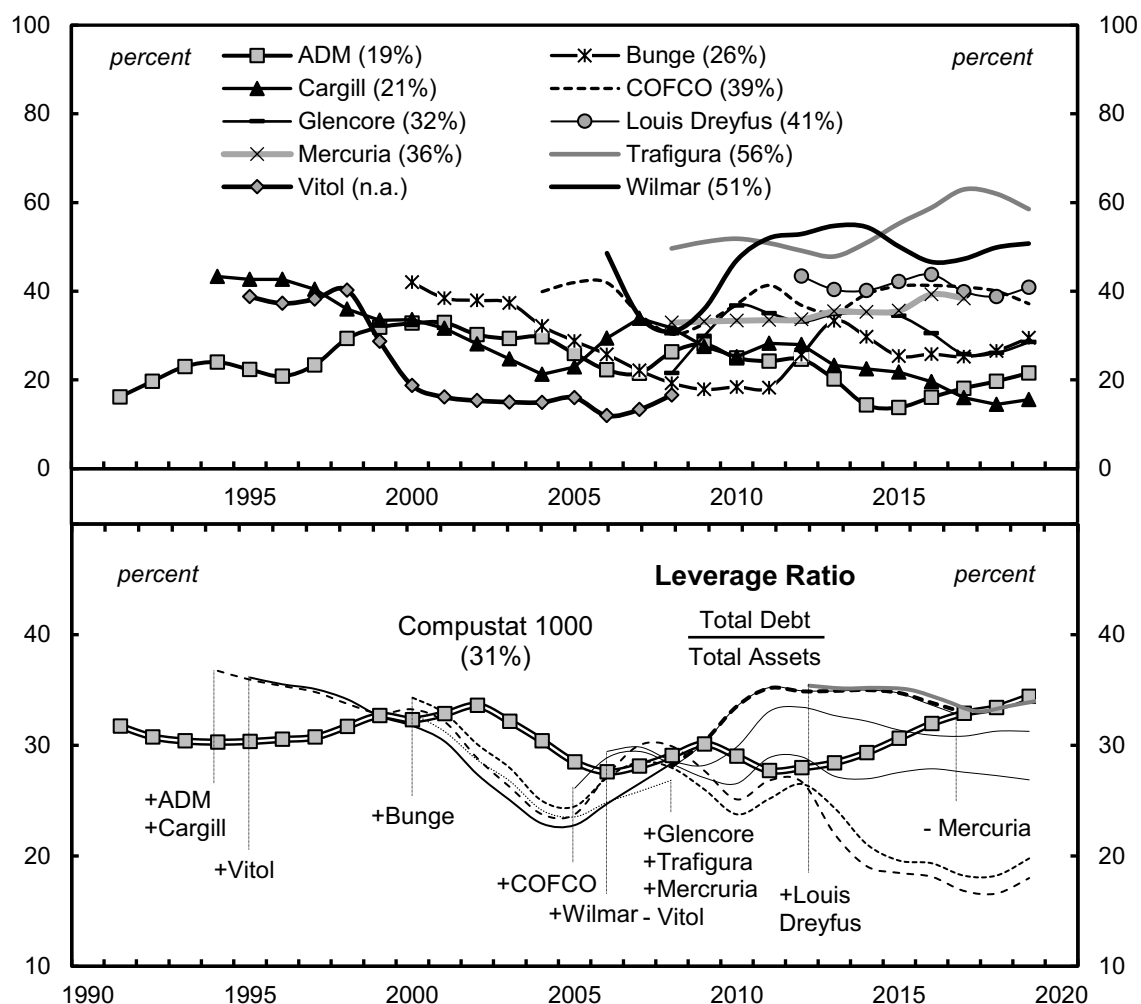 100
100
percent
ADM (19%)
Bunge (26%)
percent
80
Cargill (21%)
COFCO (39%)
80
Glencore (32%)
Louis Dreyfus (41%)
Mercuria (36%)
Trafigura (56%)
60
Vitol (n.a.)
Wilmar (51%)
60
40
40
20
20
0
0
1995
2000
2005
2010
2015
percent
Leverage Ratio
percent
40
Compustat 1000
(31%)
Total Debt
Total Assets
40
30
30
+ADM
+Cargill
+Vitol
+Bunge
+COFCO
+Wilmar
+Glencore
+Trafigura
+Mercruria
- Vitol
+Louis
Dreyfus
- Mercuria
20
20
10
10
1990
1995
2000
2005
2010
2015
2020